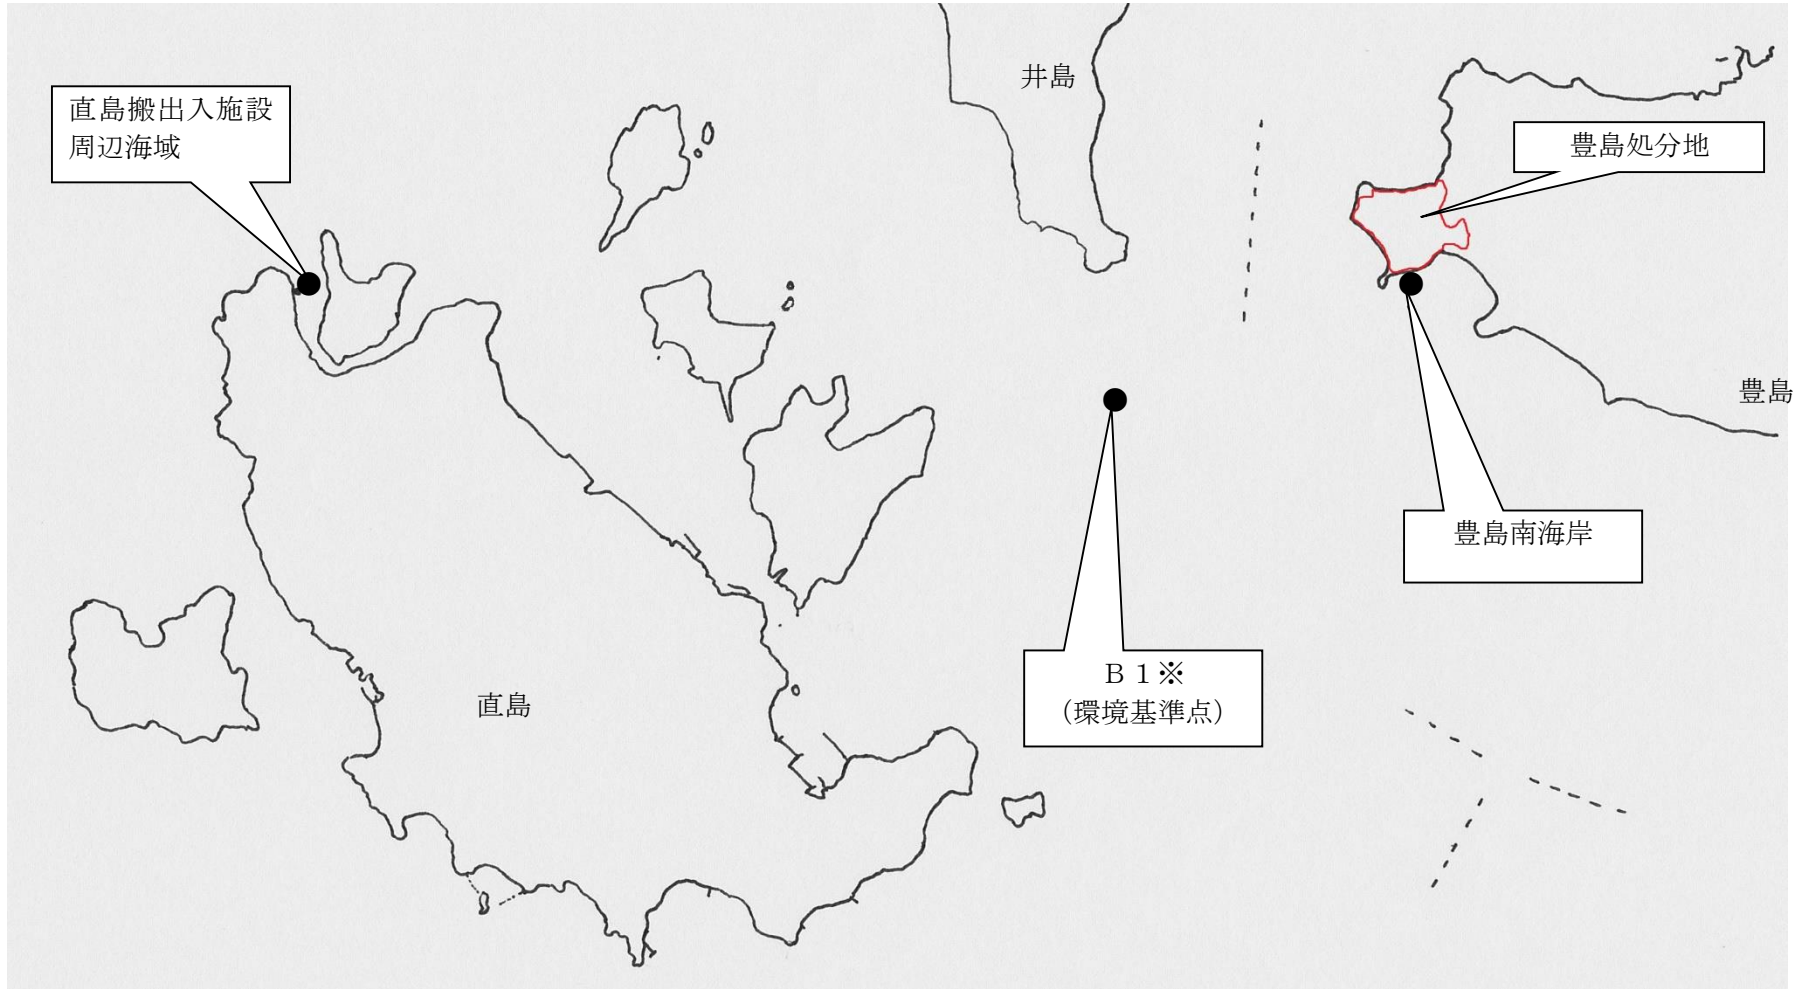 井島
直島搬出入施設
周辺海域
豊島処分地
豊島
豊島南海岸
Ｂ１※
（環境基準点）
直島